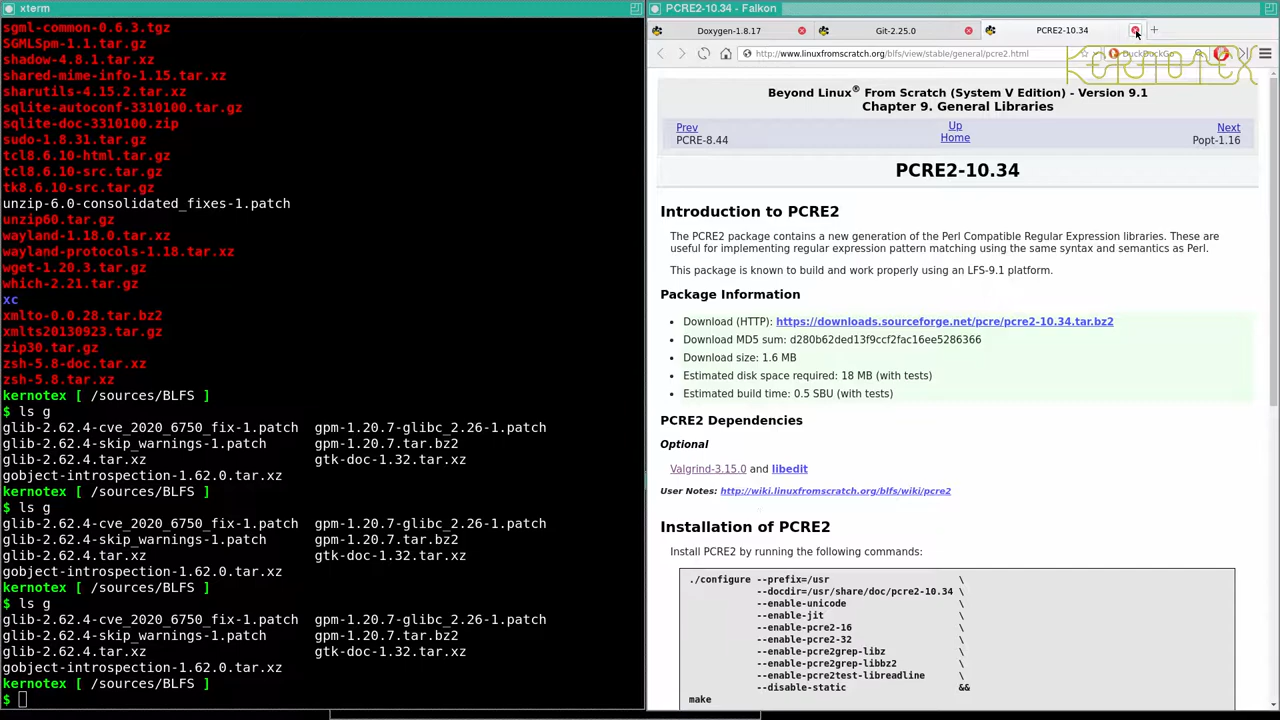 xterm
sgml-common-0.6.3.tgz
SGMLSpm-1.1.tar.gz
shadow-4.8.1.tar.xz
shared-mime-info-1.15.tar.xz
sharutils-4.15.2.tar.xz
sqlite-autoconf-3310100.tar.gz
sqlite-doc-3310100.zip
sudo-1.8.31.tar.gz
tcl8.6.10-html.tar.gz
tcl8.6.10-src.tar.gz
tk8.6.10-src.tar.gz
unzip-6.0-consolidated_fixes-1.patch
unzip60.tar.gz
wayland-1.18.0.tar.xz
wayland-protocols-1.18.tar.xz
wget-1.20.3.tar.gz
which-2.21.tar.gz
xc
xmlto-0.0.28.tar.bz2
xmlts20130923.tar.gz
zip30.tar.gz
zsh-5.8-doc.tar.xz
zsh-5.8.tar.xz
kernotex [ /sources/BLFS ]
$ ls g
glib-2.62.4-cve_2020_6750_fix-1.patch gpm-1.20.7-glibc_2.26-1.patch
glib-2.62.4-skip_warnings-1.patch gpm-1.20.7.tar.bz2
glib-2.62.4.tar.xz gtk-doc-1.32.tar.xz
gobject-introspection-1.62.0.tar.xz
kernotex [ /sources/BLFS ]
$ ls g
glib-2.62.4-cve_2020_6750_fix-1.patch gpm-1.20.7-glibc_2.26-1.patch
glib-2.62.4-skip_warnings-1.patch gpm-1.20.7.tar.bz2
glib-2.62.4.tar.xz gtk-doc-1.32.tar.xz
gobject-introspection-1.62.0.tar.xz
kernotex [ /sources/BLFS ]
$ ls g
glib-2.62.4-cve_2020_6750_fix-1.patch gpm-1.20.7-glibc_2.26-1.patch
glib-2.62.4-skip_warnings-1.patch gpm-1.20.7.tar.bz2
glib-2.62.4.tar.xz gtk-doc-1.32.tar.xz
gobject-introspection-1.62.0.tar.xz
kernotex [ /sources/BLFS ]
$
PCRE2-10.34 - Falkon
Doxygen-1.8.17 Git-2.25.0 PCRE2-10.34
http://www.linuxfromscratch.org/blfs/view/stable/general/pcre2.html DuckDuckGo
KERNOTEX
Beyond Linux® From Scratch (System V Edition) - Version 9.1
Chapter 9. General Libraries
Prev Up Next
PCRE-8.44 Home Popt-1.16
PCRE2-10.34
Introduction to PCRE2
The PCRE2 package contains a new generation of the Perl Compatible Regular Expression libraries. These are
useful for implementing regular expression pattern matching using the same syntax and semantics as Perl.
This package is known to build and work properly using an LFS-9.1 platform.
Package Information
• Download (HTTP): https://downloads.sourceforge.net/pcre/pcre2-10.34.tar.bz2
• Download MD5 sum: d280b62ded13f9ccf2fac16ee5286366
• Download size: 1.6 MB
• Estimated disk space required: 18 MB (with tests)
• Estimated build time: 0.5 SBU (with tests)
PCRE2 Dependencies
Optional
Valgrind-3.15.0 and libedit
User Notes: http://wiki.linuxfromscratch.org/blfs/wiki/pcre2
Installation of PCRE2
Install PCRE2 by running the following commands:
./configure --prefix=/usr \
--docdir=/usr/share/doc/pcre2-10.34 \
--enable-unicode \
--enable-jit \
--enable-pcre2-16 \
--enable-pcre2-32 \
--enable-pcre2grep-libz \
--enable-pcre2grep-libbz2 \
--enable-pcre2test-libreadline \
--disable-static &&
make